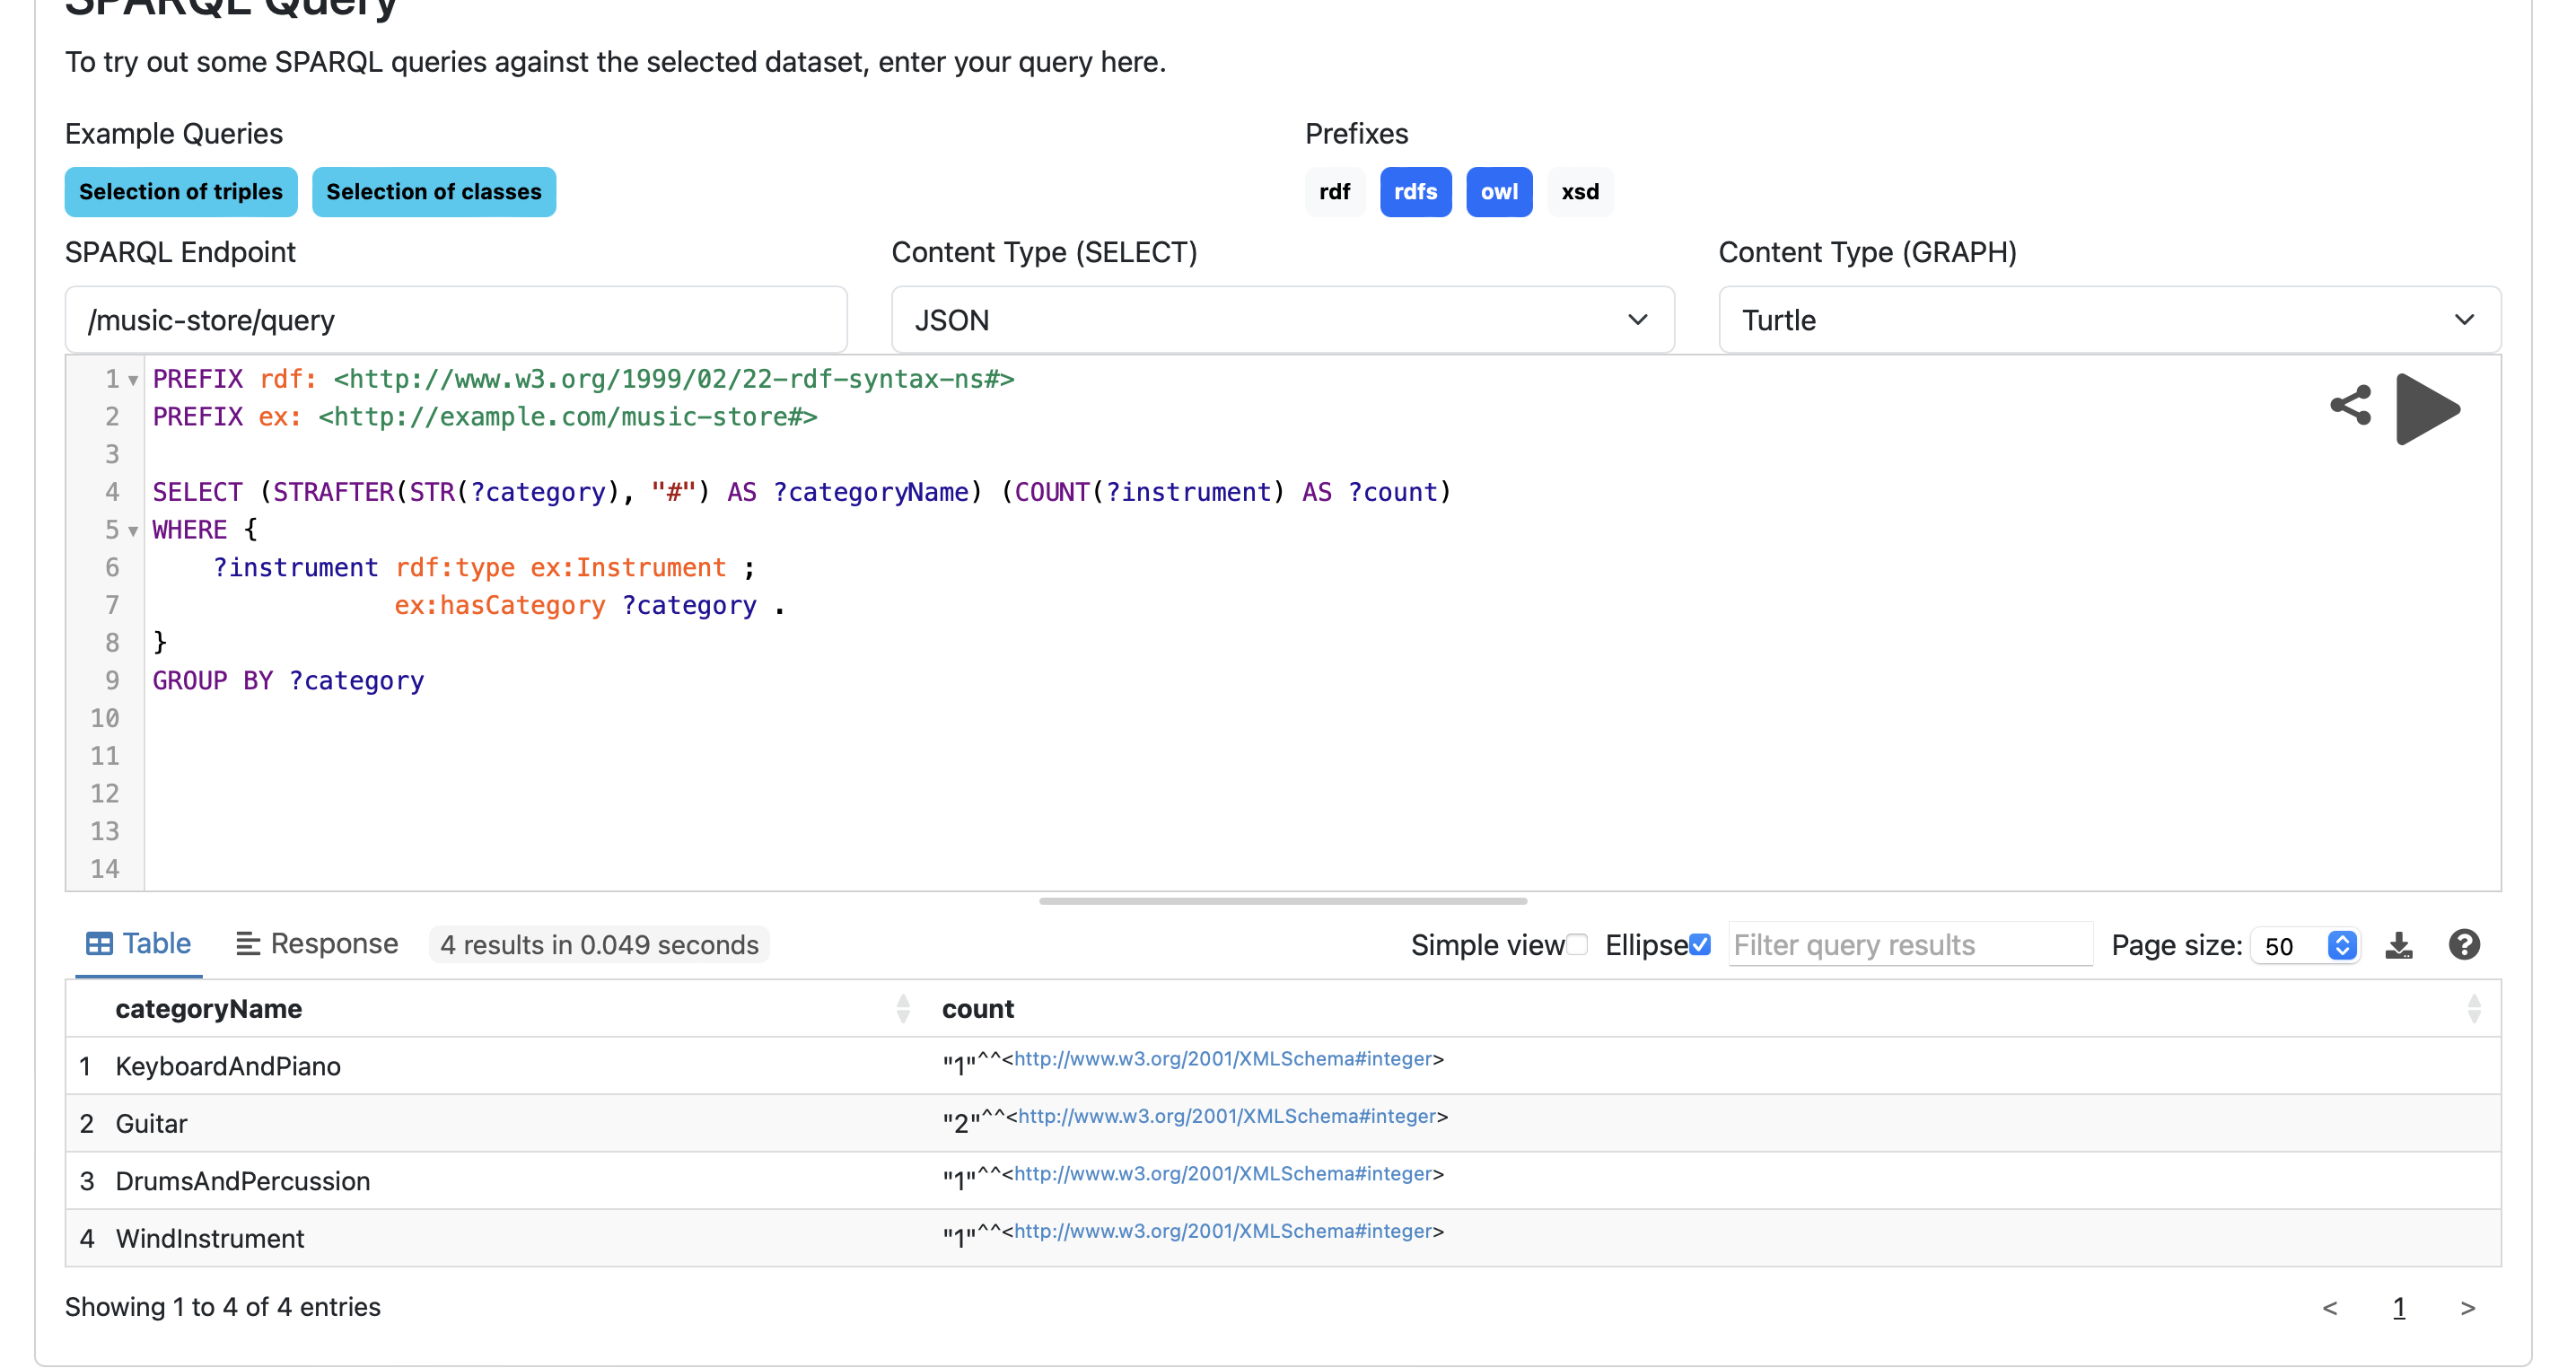 SPARQL Query
To try out some SPARQL queries against the selected dataset, enter your query here.
Example Queries
Prefixes
Selection of triples Selection of classes
rdf rdfs owl xsd
SPARQL Endpoint
Content Type (SELECT)
Content Type (GRAPH)
/music-store/query
JSON
Turtle
1 PREFIX rdf: <http://www.w3.org/1999/02/22-rdf-syntax-ns#>
2 PREFIX ex: <http://example.com/music-store#>
3
4 SELECT (STRAFTER(STR(?category), "#") AS ?categoryName) (COUNT(?instrument) AS ?count)
5 WHERE {
6     ?instrument rdf:type ex:Instrument ;
7                 ex:hasCategory ?category .
8 }
9 GROUP BY ?category
10
11
12
13
14
Table Response 4 results in 0.049 seconds
Simple view Ellipse Filter query results Page size: 50
categoryName count
1 KeyboardAndPiano "1"^^<http://www.w3.org/2001/XMLSchema#integer>
2 Guitar "2"^^<http://www.w3.org/2001/XMLSchema#integer>
3 DrumsAndPercussion "1"^^<http://www.w3.org/2001/XMLSchema#integer>
4 WindInstrument "1"^^<http://www.w3.org/2001/XMLSchema#integer>
Showing 1 to 4 of 4 entries
< 1 >